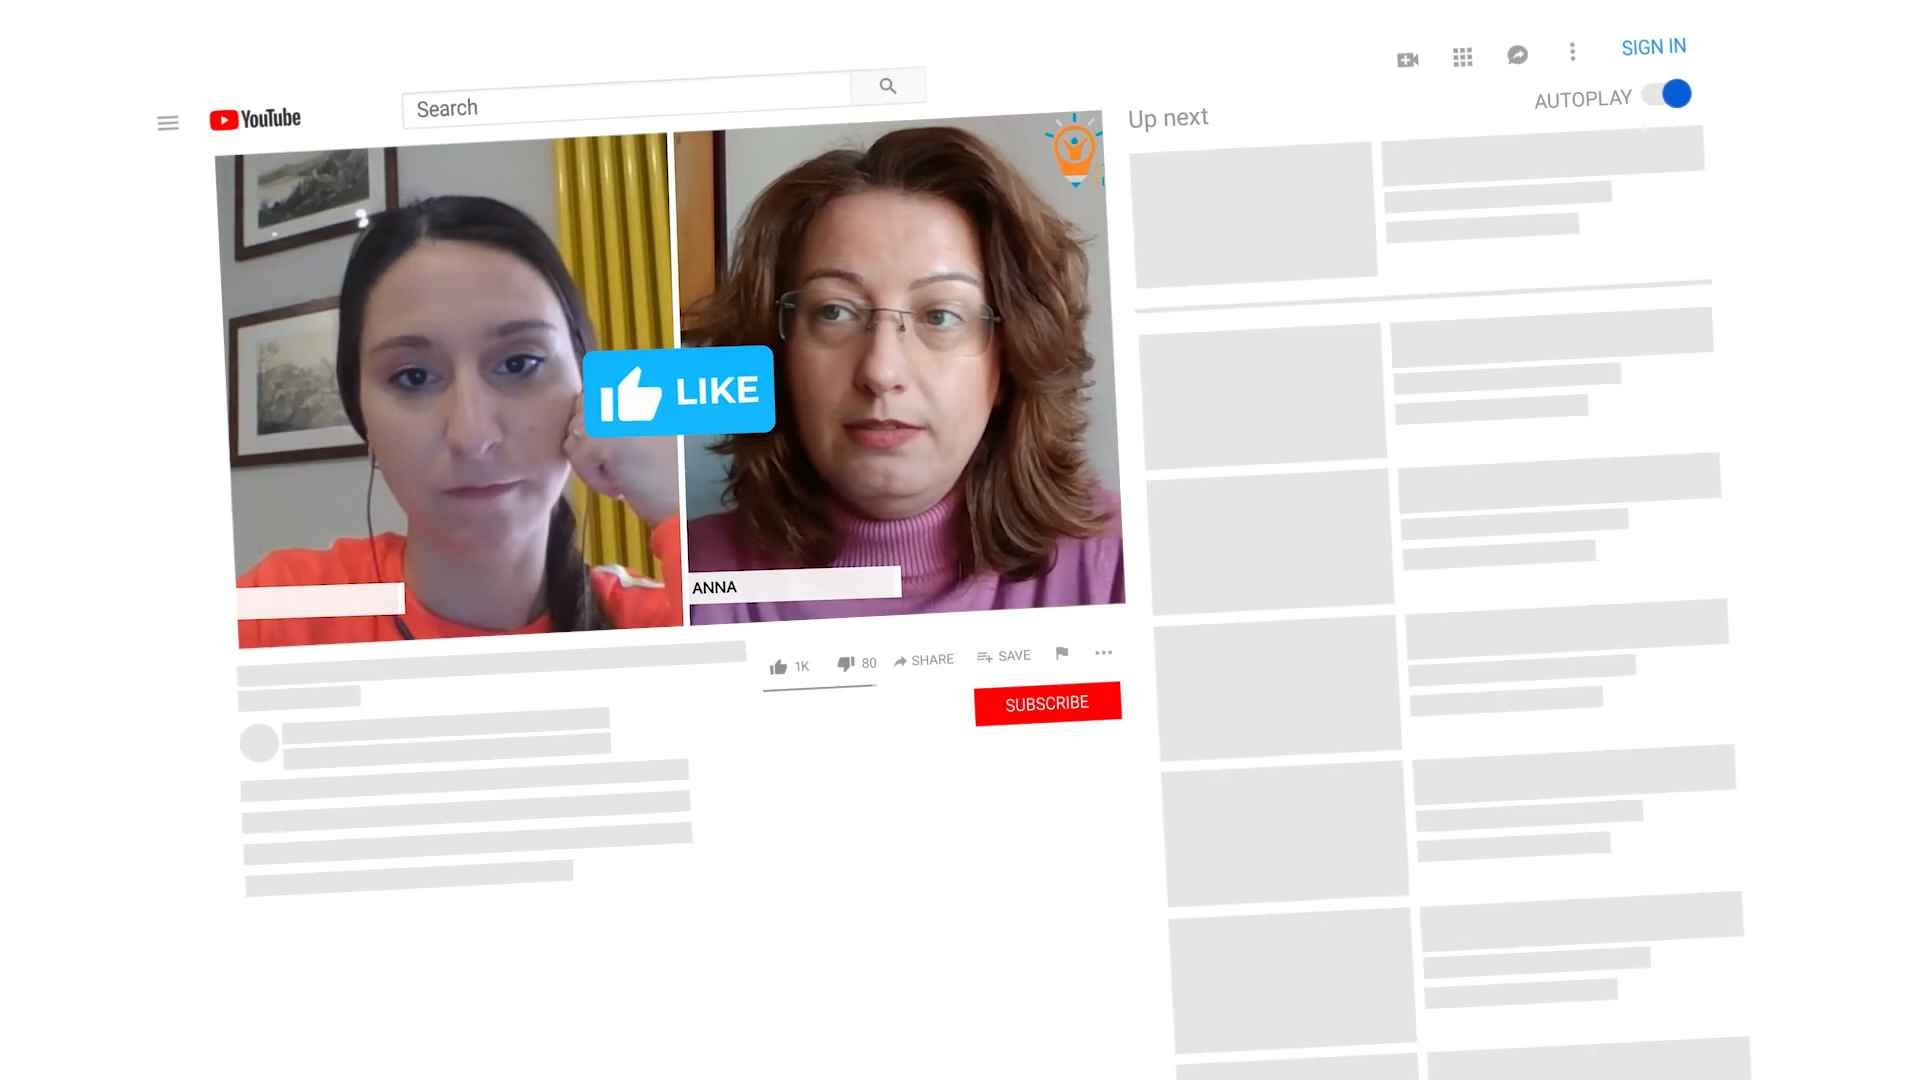 SIGN IN
YouTube
Search
Up next
AUTOPLAY
LIKE
ANNA
1K
80
SHARE
SAVE
SUBSCRIBE